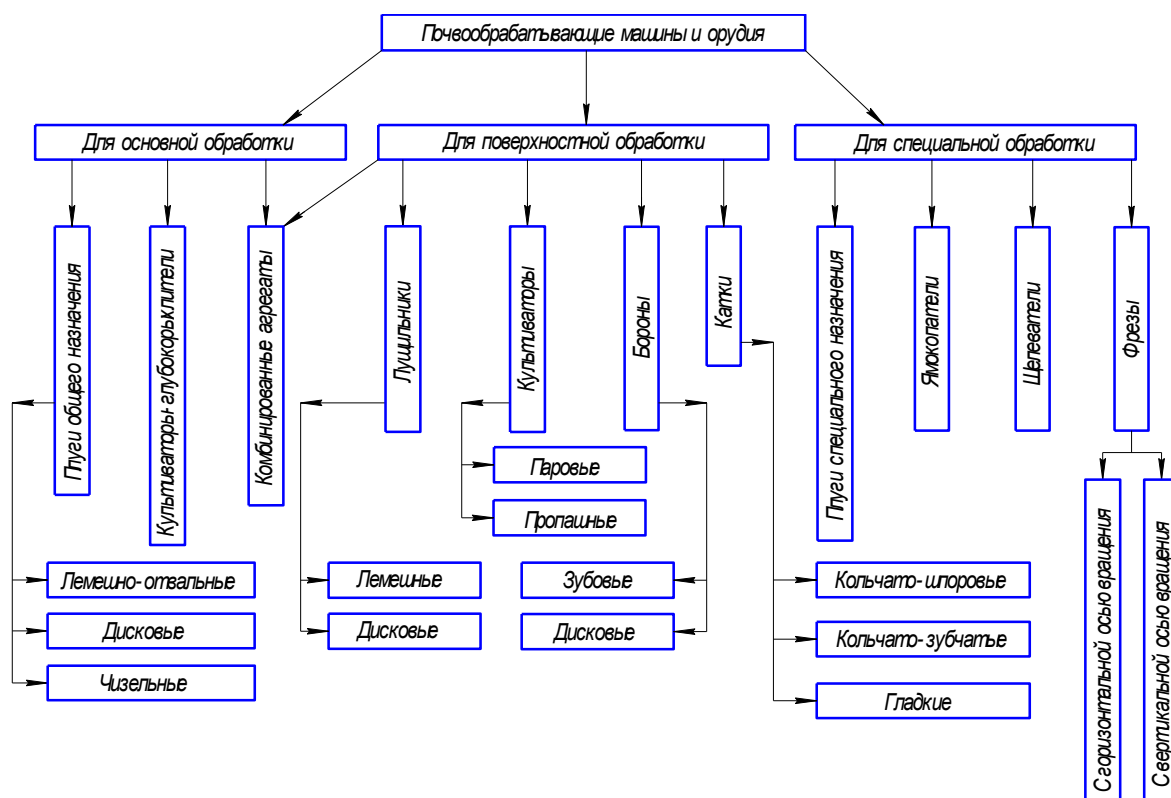 Почвообрабатывающие машины и орудия
Для основной обработки
Для поверхностной обработки
Для специальной обработки
Плуги общего назначения
Культиваторы-глубокорыхлители
Комбинированные агрегаты
Лущильники
Культиваторы
Бороны
Катки
Плуги специального назначения
Ямокопатели
Щелеватели
Фрезы
Паровые
Пропашные
Лемешно-отвальные
Дисковые
Чизельные
Лемешные
Дисковые
Зубовые
Дисковые
Кольчато-шпоровые
Кольчато-зубчатые
Гладкие
С горизонтальной осью вращения
С вертикальной осью вращения